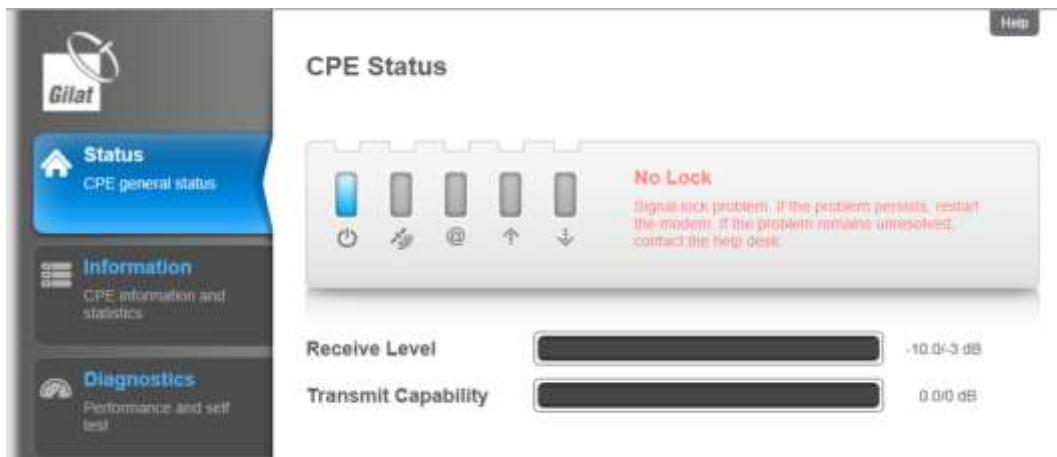 Help
Gilat
CPE Status
Status
CPE general status
No Lock
Signal lock problem. If the problem persists, restart
the modem. If the problem remains unresolved,
contact the help desk.
@
Information
CPE information and
statistics
Receive Level
-10.0/-3 dB
Diagnostics
Performance and self
test
Transmit Capability
0.0/0 dB